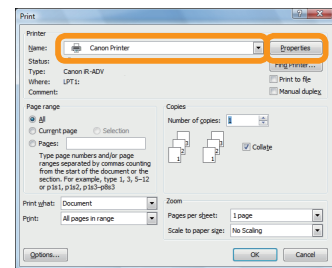 Print
Printer
Name: Canon Printer Properties
Status:
Find Printer...
Type: Canon iR-ADV
Where: LPT1:
Print to file
Comment:
Manual duplex
Page range
All
Current page Selection
Pages:
Type page numbers and/or page
ranges separated by commas counting
from the start of the document or the
section. For example, type 1, 3, 5–12
or p1s1, p1s2, p1s3–p8s3
Copies
Number of copies: 1
Collate
Print what: Document
Print: All pages in range
Zoom
Pages per sheet: 1 page
Scale to paper size: No Scaling
Options... OK Cancel